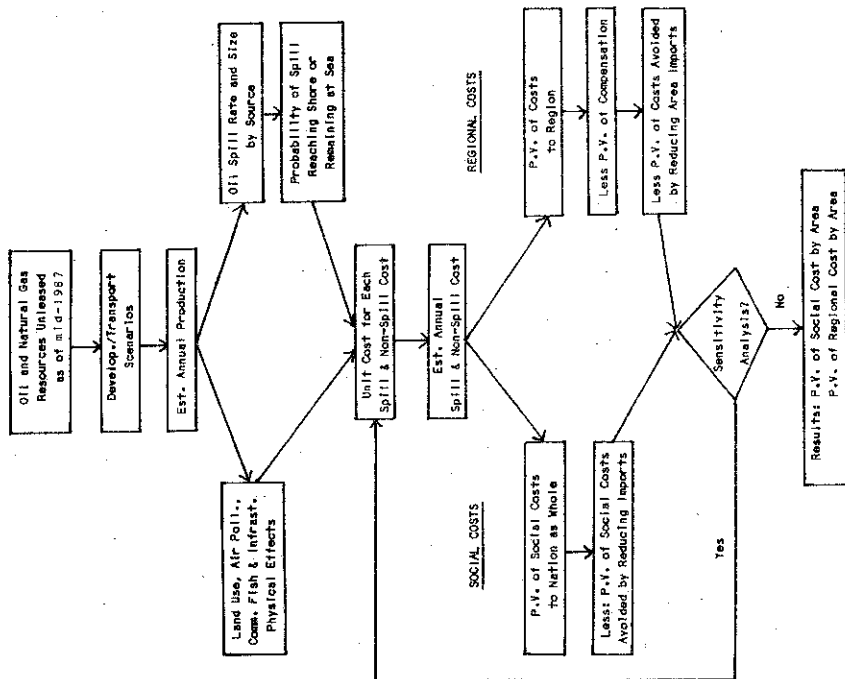 Oil and Natural Gas
Resources Unleased
as of mid-1987
Develop./Transport
Scenarios
Est. Annual Production
Land Use, Air Poll.,
Comm. Fish & Infrast.
Physical Effects
Oil Spill Rate and Size
by Source
Probability of Spill
Reaching Shore or
Remaining at Sea
Unit Cost for Each
Spill & Non-Spill Cost
Est. Annual
Spill & Non-Spill Cost
SOCIAL COSTS
P.V. of Social Costs
to Nation as Whole
Less: P.V. of Social Costs
Avoided by Reducing Imports
REGIONAL COSTS
P.V. of Costs
to Region
Less P.V. of Compensation
Less P.V. of Costs Avoided
by Reducing Area Imports
Sensitivity
Analysis?
Yes
No
Results: P.V. of Social Cost by Area
P.V. of Regional Cost by Area